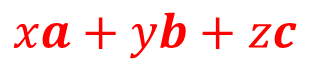 xa + yb + zc